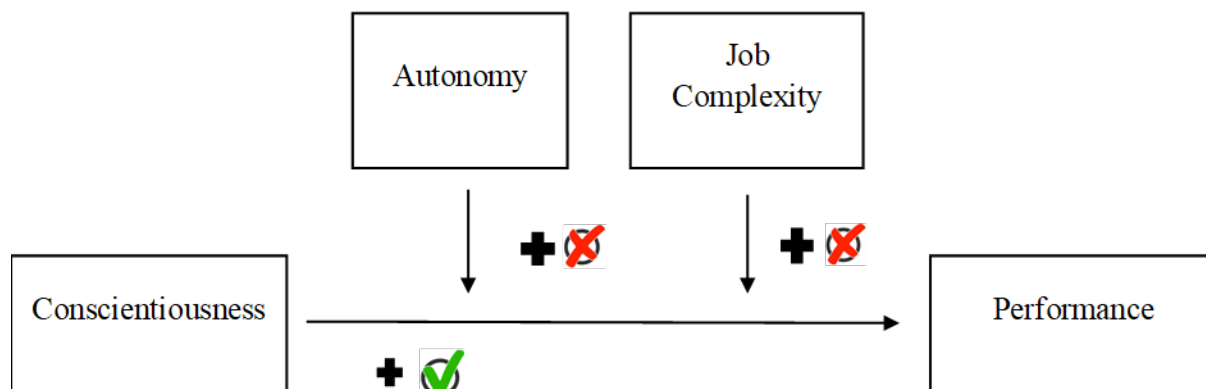 Autonomy
Job
Complexity
+
+
Conscientiousness
Performance
+